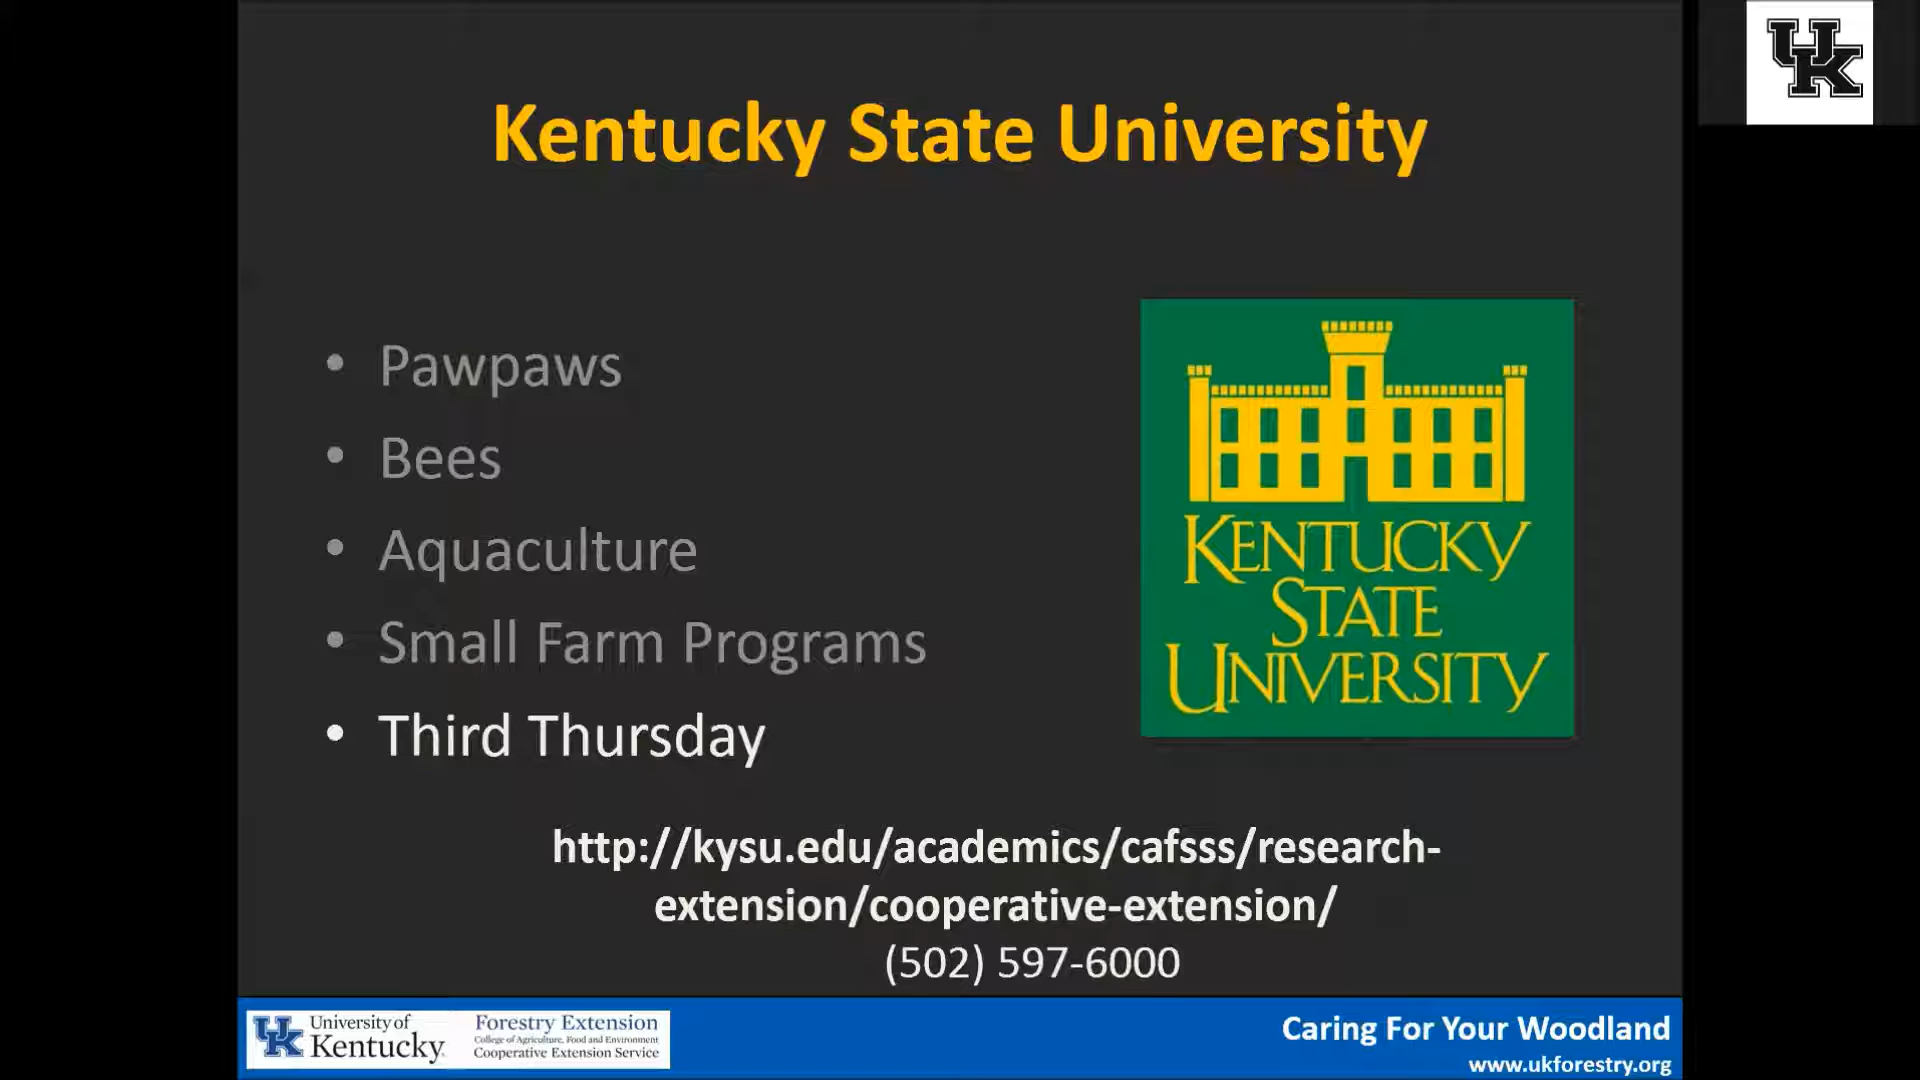 Kentucky State University
• Pawpaws
• Bees
• Aquaculture
• Small Farm Programs
• Third Thursday
KENTUCKY
STATE
UNIVERSITY
http://kysu.edu/academics/cafsss/research-
extension/cooperative-extension/
(502) 597-6000
UK
University of
Kentucky
Forestry Extension
College of Agriculture, Food and Environment
Cooperative Extension Service
Caring For Your Woodland
www.ukforestry.org
UK